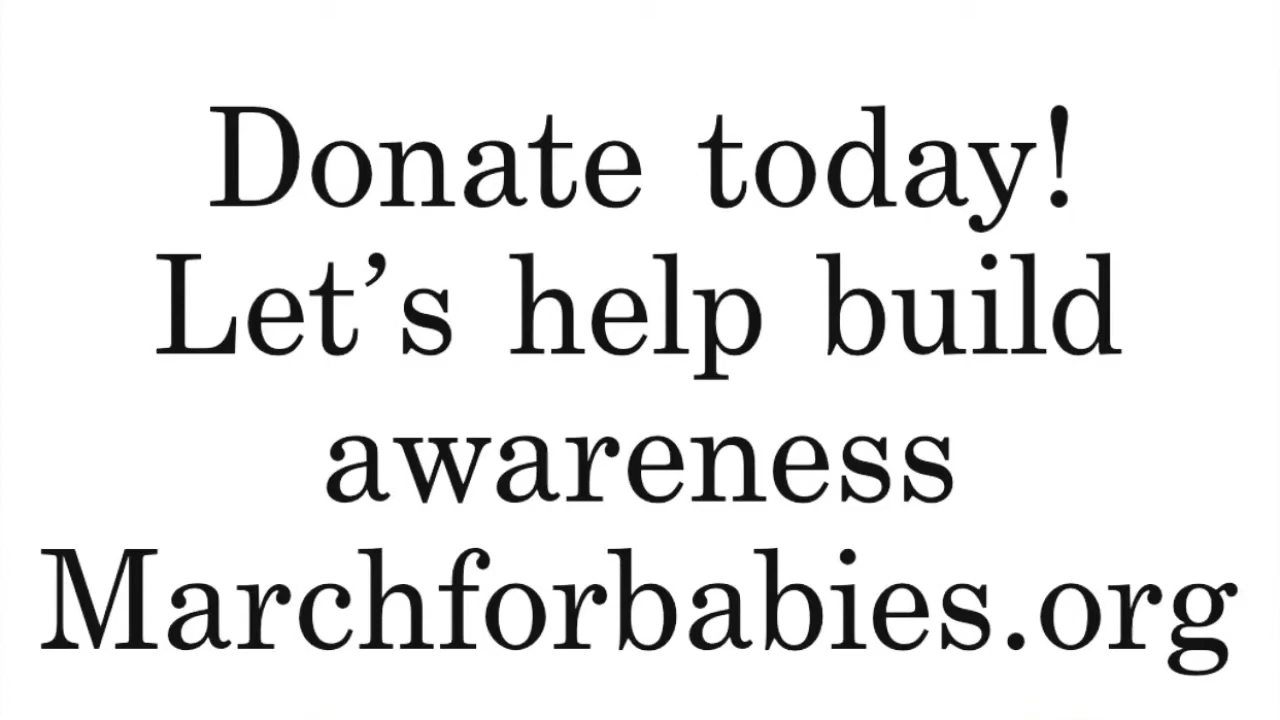 Donate today!
Let’s help build
awareness
Marchforbabies.org